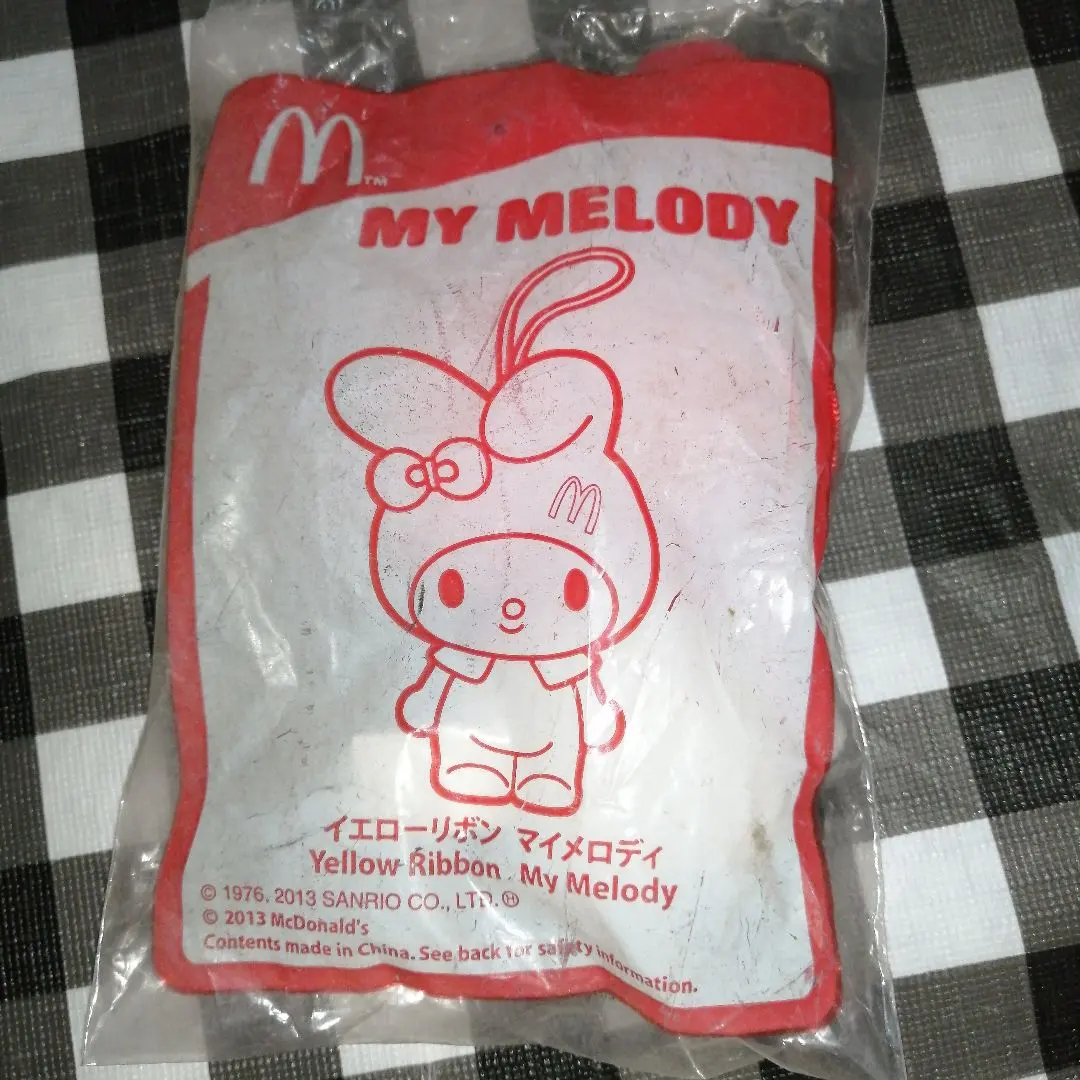 M™
MY MELODY
M
イエローリボン マイメロディ
Yellow Ribbon My Melody
© 1976, 2013 SANRIO CO., LTD. Ⓗ
© 2013 McDonald's
Contents made in China. See back for safety information.